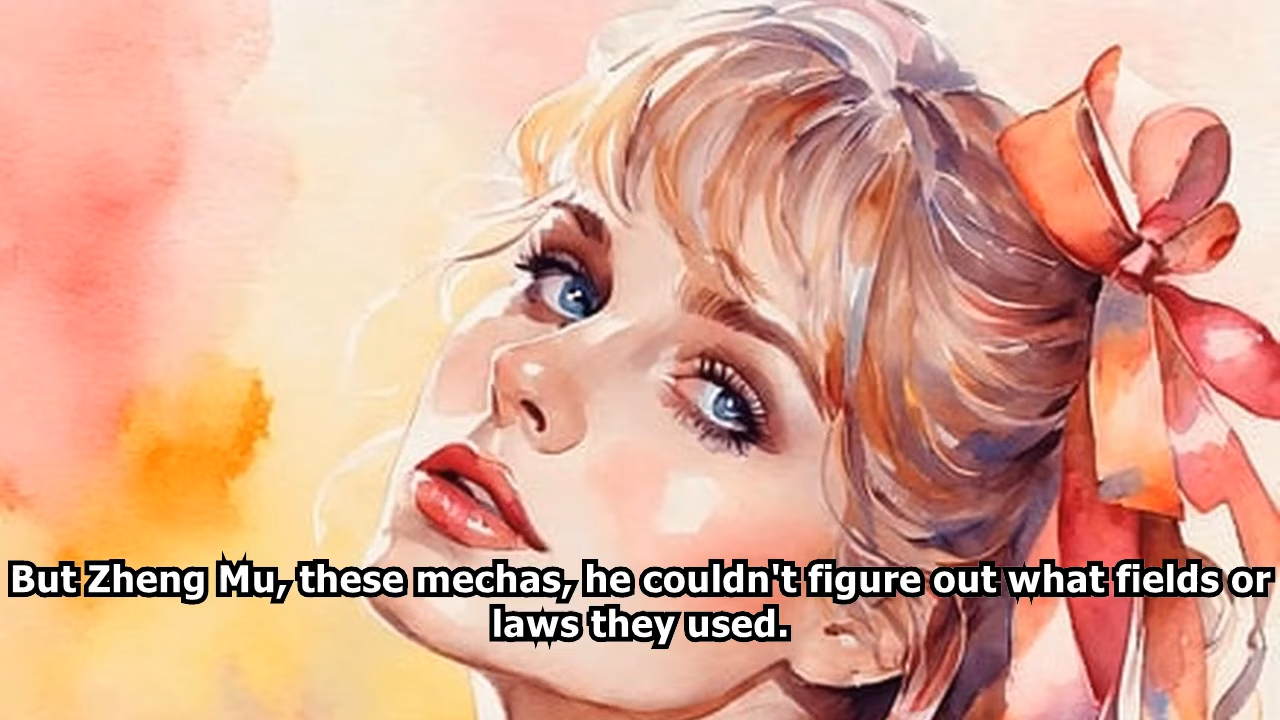 But Zheng Mu, these mechas, he couldn't figure out what fields or
laws they used.